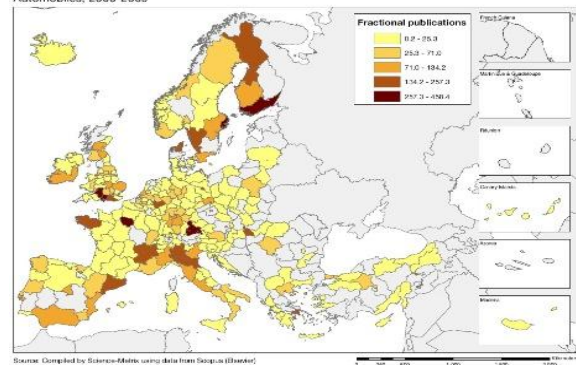 Automobiles, 2000-2009
Fractional publications
0.2 - 25.3
25.3 - 71.0
71.0 - 134.2
134.2 - 257.3
257.3 - 458.4
French Guiana
Martinique & Guadeloupe
Réunion
Canary Islands
Azores
Madeira
Source: Compiled by Science-Metrix using data from Scopus (Elsevier)